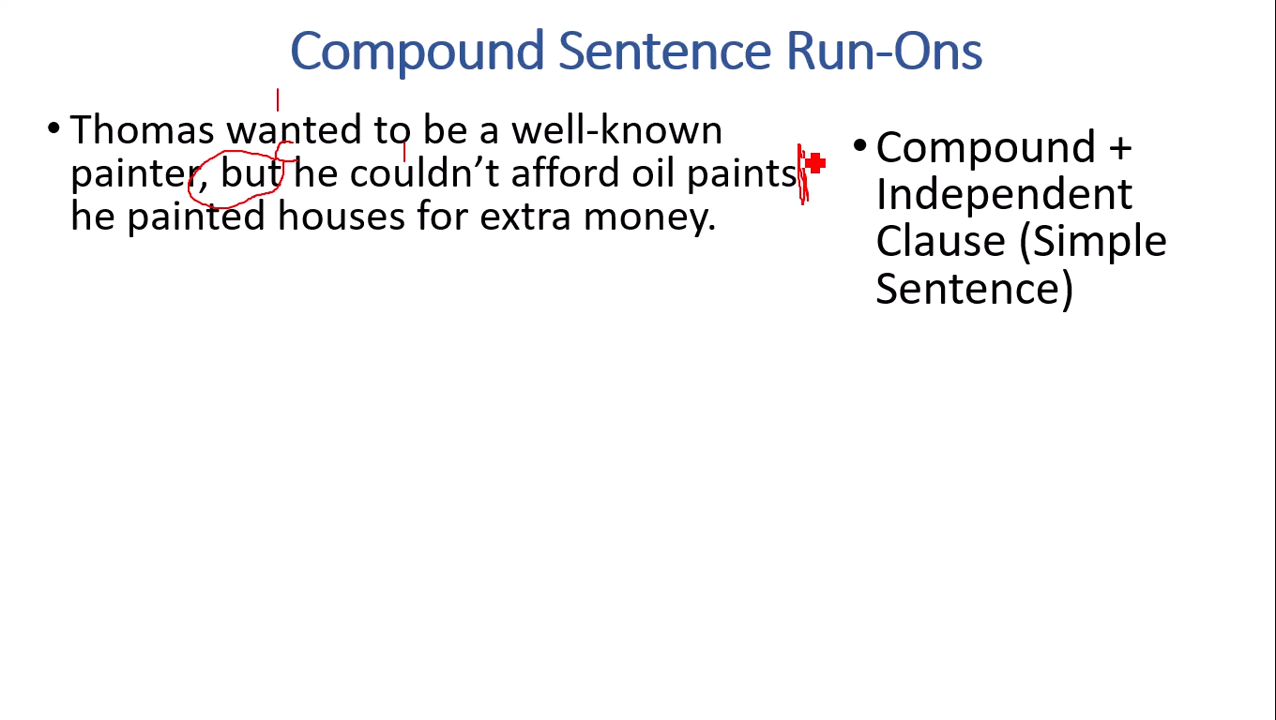 Compound Sentence Run-Ons
• Thomas wanted to be a well-known
painter, but he couldn’t afford oil paints
he painted houses for extra money.
• Compound +
Independent
Clause (Simple
Sentence)